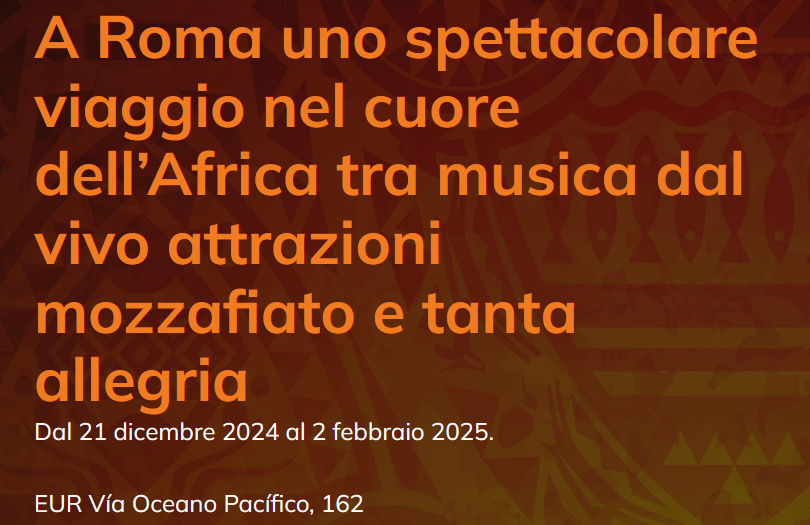 A Roma uno spettacolare
viaggio nel cuore
dell’Africa tra musica dal
vivo attrazioni
mozzafiato e tanta
allegria
Dal 21 dicembre 2024 al 2 febbraio 2025.
EUR Vía Oceano Pacífico, 162